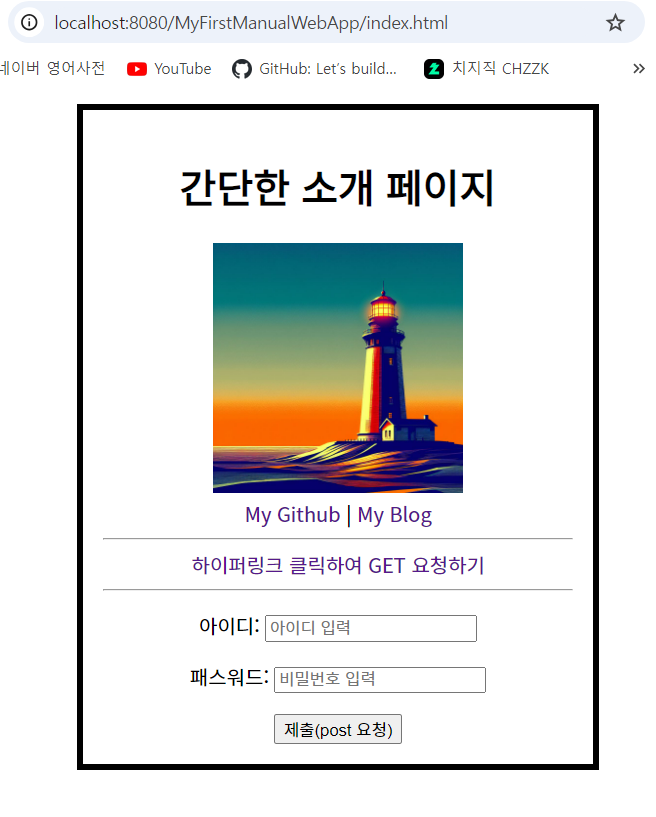 localhost:8080/MyFirstManualWebApp/index.html
네이버 영어사전 YouTube GitHub: Let's build... 치지직 CHZZK »
간단한 소개 페이지
My Github | My Blog
하이퍼링크 클릭하여 GET 요청하기
아이디: 아이디 입력
패스워드: 비밀번호 입력
제출(post 요청)